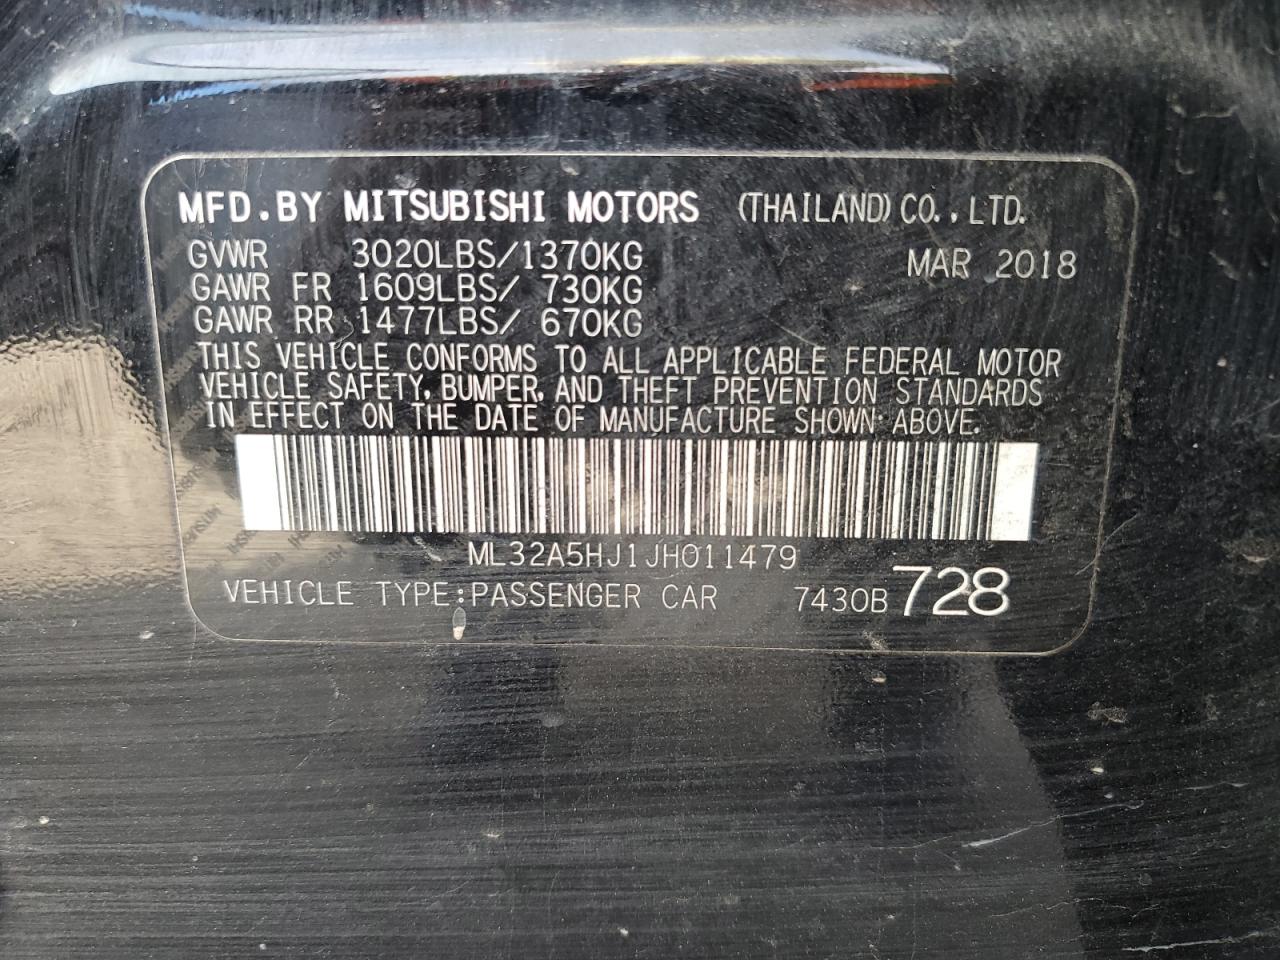 MFD.BY MITSUBISHI MOTORS (THAILAND) CO.,LTD.
GVWR 3020LBS/1370KG MAR 2018
GAWR FR 1609LBS/ 730KG
GAWR RR 1477LBS/ 670KG
THIS VEHICLE CONFORMS TO ALL APPLICABLE FEDERAL MOTOR
VEHICLE SAFETY, BUMPER, AND THEFT PREVENTION STANDARDS
IN EFFECT ON THE DATE OF MANUFACTURE SHOWN ABOVE.
ML32A5HJ1JH011479
VEHICLE TYPE:PASSENGER CAR 7430B 728